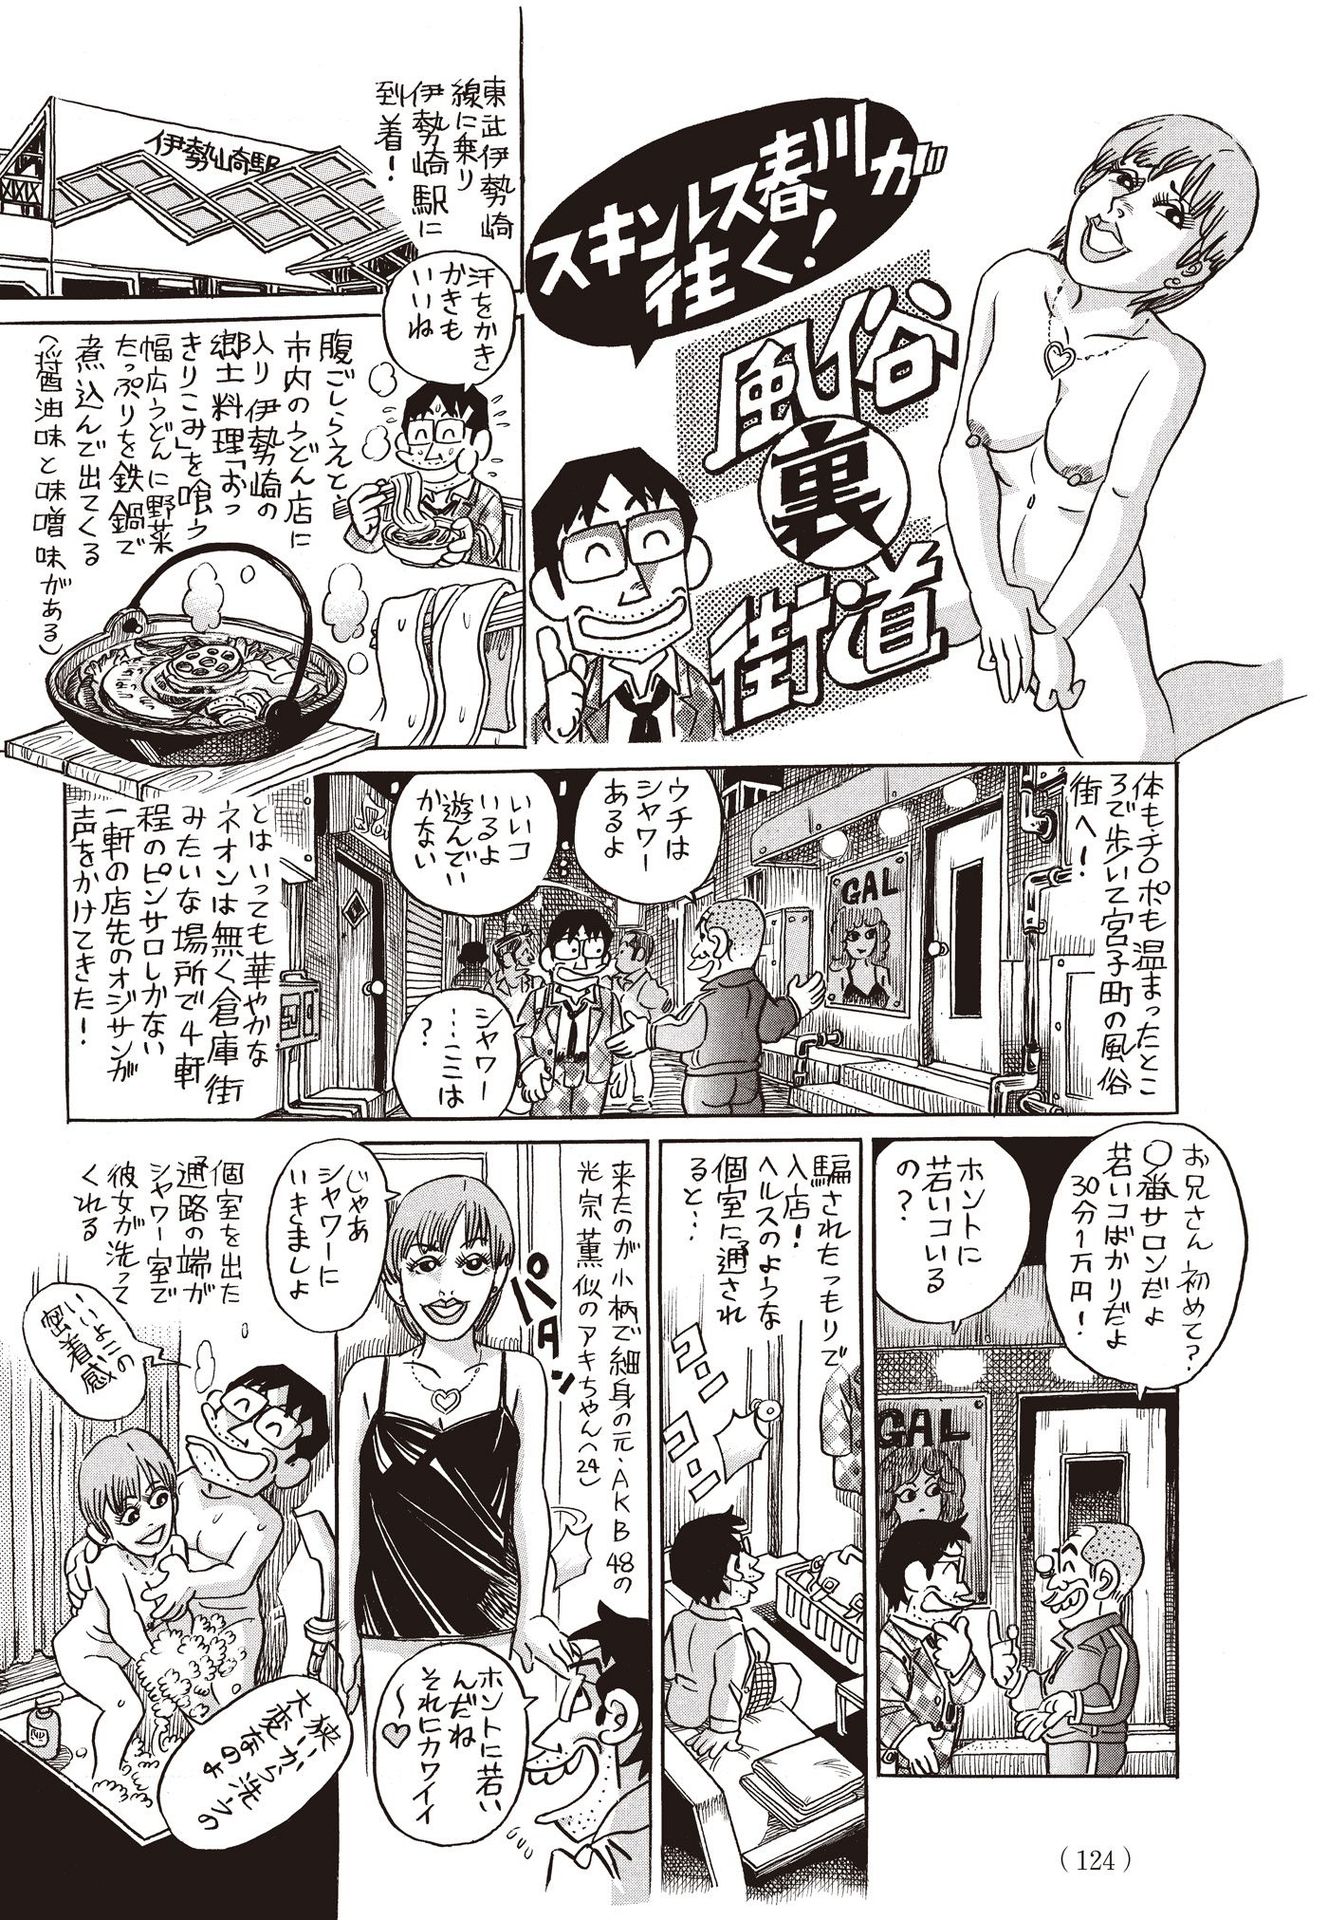 スキンレス春川が
往く!
風俗
裏
街道
東武伊勢崎
線に乗り
伊勢崎駅に
到着!
伊勢崎駅
汗をかき
かきも
いいね
腹ごしらえと
市内のうどん店に
入り伊勢崎の
郷土料理「おっ
きりこみ」を喰う
幅広うどんに野菜
たっぷりを鉄鍋で
煮込んで出てくる
(醤油味と味噌味がある)
体もチ〇ポも温まったとこ
ろで歩いて宮子町の風俗
街へ!
GAL
ウチは
シャワー
あるよ
いいコ
いるよ
遊んでい
かない
シャワー
……ミは
?
とはいっても華やかな
ネオンは無く倉庫街
みたいな場所で4軒
程のピンサロしかない
一軒の店先のオジサンが
声をかけてきた!
お兄さん初めて?
〇番サロンだよ
若いコばかりだよ
30分1万円!
ホントに
若いコいる
の?
GAL
騙されたつもりで
入店!
ヘルスのような
個室に通され
ると…
コン
コン
来たのが小柄で細身の元・AKB48の
光宗薫似のアキちゃん(24)
パタン
じゃあ
シャワーに
いきましょ
ホントに若い
んだね
それにカワイイ
〜♡
個室を出た
通路の端が
シャワー室で
彼女が洗って
くれる
いいよこの
密着感
狭いから洗うの
大変なのよ
(124)